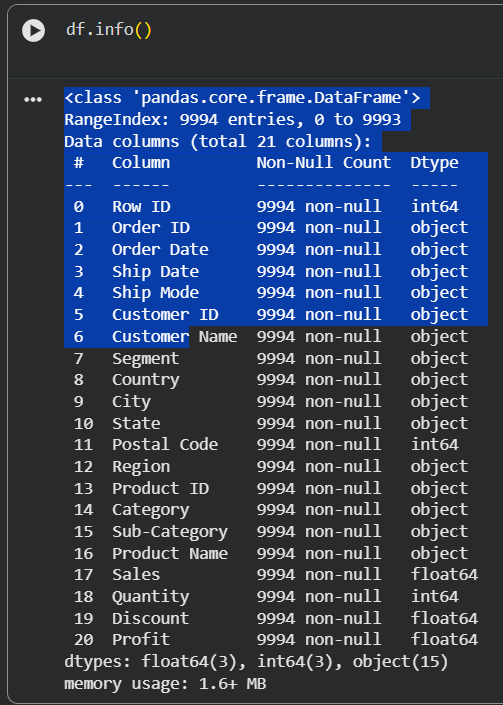 df.info()
<class 'pandas.core.frame.DataFrame'>
RangeIndex: 9994 entries, 0 to 9993
Data columns (total 21 columns):
 #   Column         Non-Null Count  Dtype
---  ------         --------------  -----
 0   Row ID         9994 non-null   int64
 1   Order ID       9994 non-null   object
 2   Order Date     9994 non-null   object
 3   Ship Date      9994 non-null   object
 4   Ship Mode      9994 non-null   object
 5   Customer ID    9994 non-null   object
 6   Customer Name  9994 non-null   object
 7   Segment        9994 non-null   object
 8   Country        9994 non-null   object
 9   City           9994 non-null   object
 10  State          9994 non-null   object
 11  Postal Code    9994 non-null   int64
 12  Region         9994 non-null   object
 13  Product ID     9994 non-null   object
 14  Category       9994 non-null   object
 15  Sub-Category   9994 non-null   object
 16  Product Name   9994 non-null   object
 17  Sales          9994 non-null   float64
 18  Quantity       9994 non-null   int64
 19  Discount       9994 non-null   float64
 20  Profit         9994 non-null   float64
dtypes: float64(3), int64(3), object(15)
memory usage: 1.6+ MB